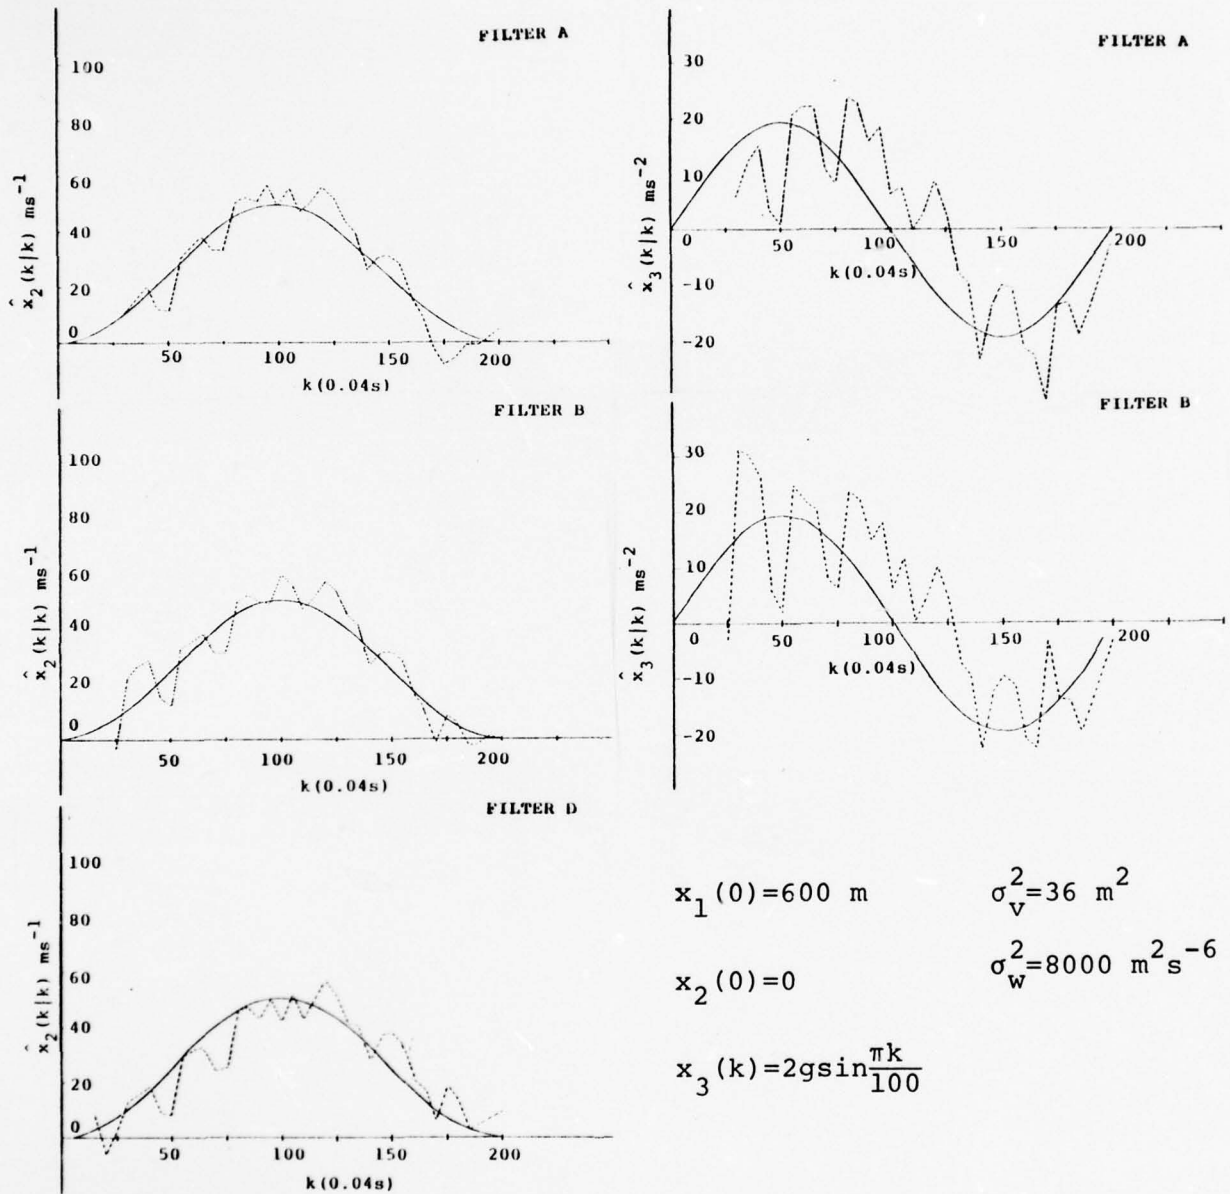 FILTER A
100
80
60
40
20
0
50 100 150 200
k(0.04s)
x̂₂(k|k) ms⁻¹
FILTER A
30
20
10
0 50 100 150 200
k(0.04s)
-10
-20
x̂₃(k|k) ms⁻²
FILTER B
100
80
60
40
20
0
50 100 150 200
k(0.04s)
x̂₂(k|k) ms⁻¹
FILTER B
30
20
10
0 50 100 150 200
k(0.04s)
-10
-20
x̂₃(k|k) ms⁻²
FILTER D
100
80
60
40
20
0
50 100 150 200
k(0.04s)
x̂₂(k|k) ms⁻¹
x₁(0)=600 m
σᵥ²=36 m²
x₂(0)=0
σ_w²=8000 m²s⁻⁶
x₃(k)=2gsin πk/100